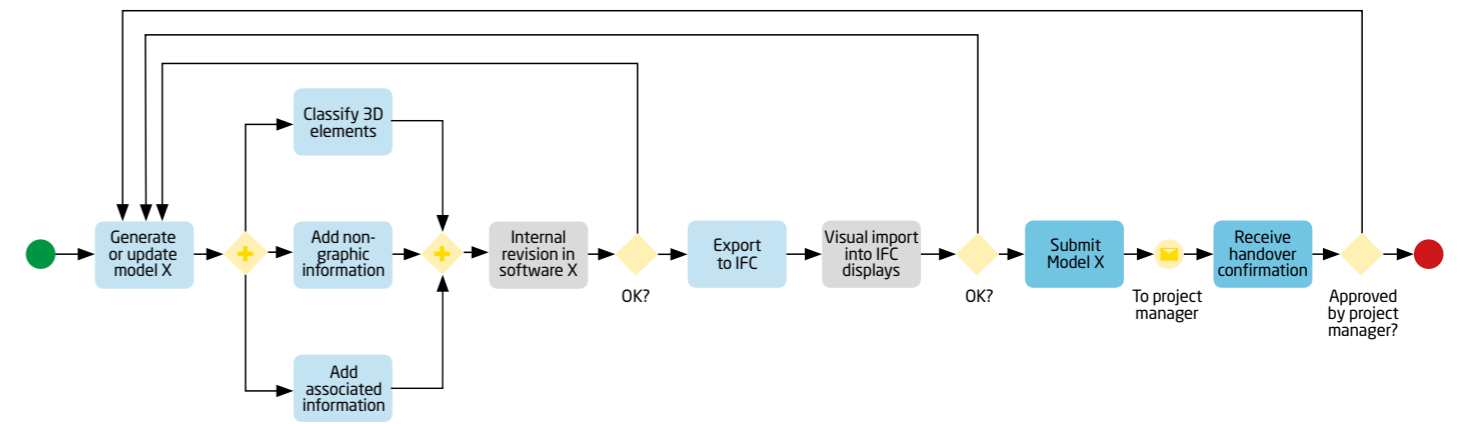 Classify 3D
elements
Generate
or update
model X
Add non-
graphic
information
Internal
revision in
software X
OK?
Export
to IFC
Visual import
into IFC
displays
OK?
Submit
Model X
To project
manager
Receive
handover
confirmation
Approved
by project
manager?
Add
associated
information